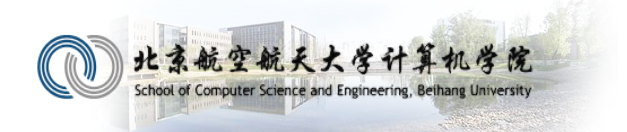 北京航空航天大学计算机学院
School of Computer Science and Engineering, Beihang University